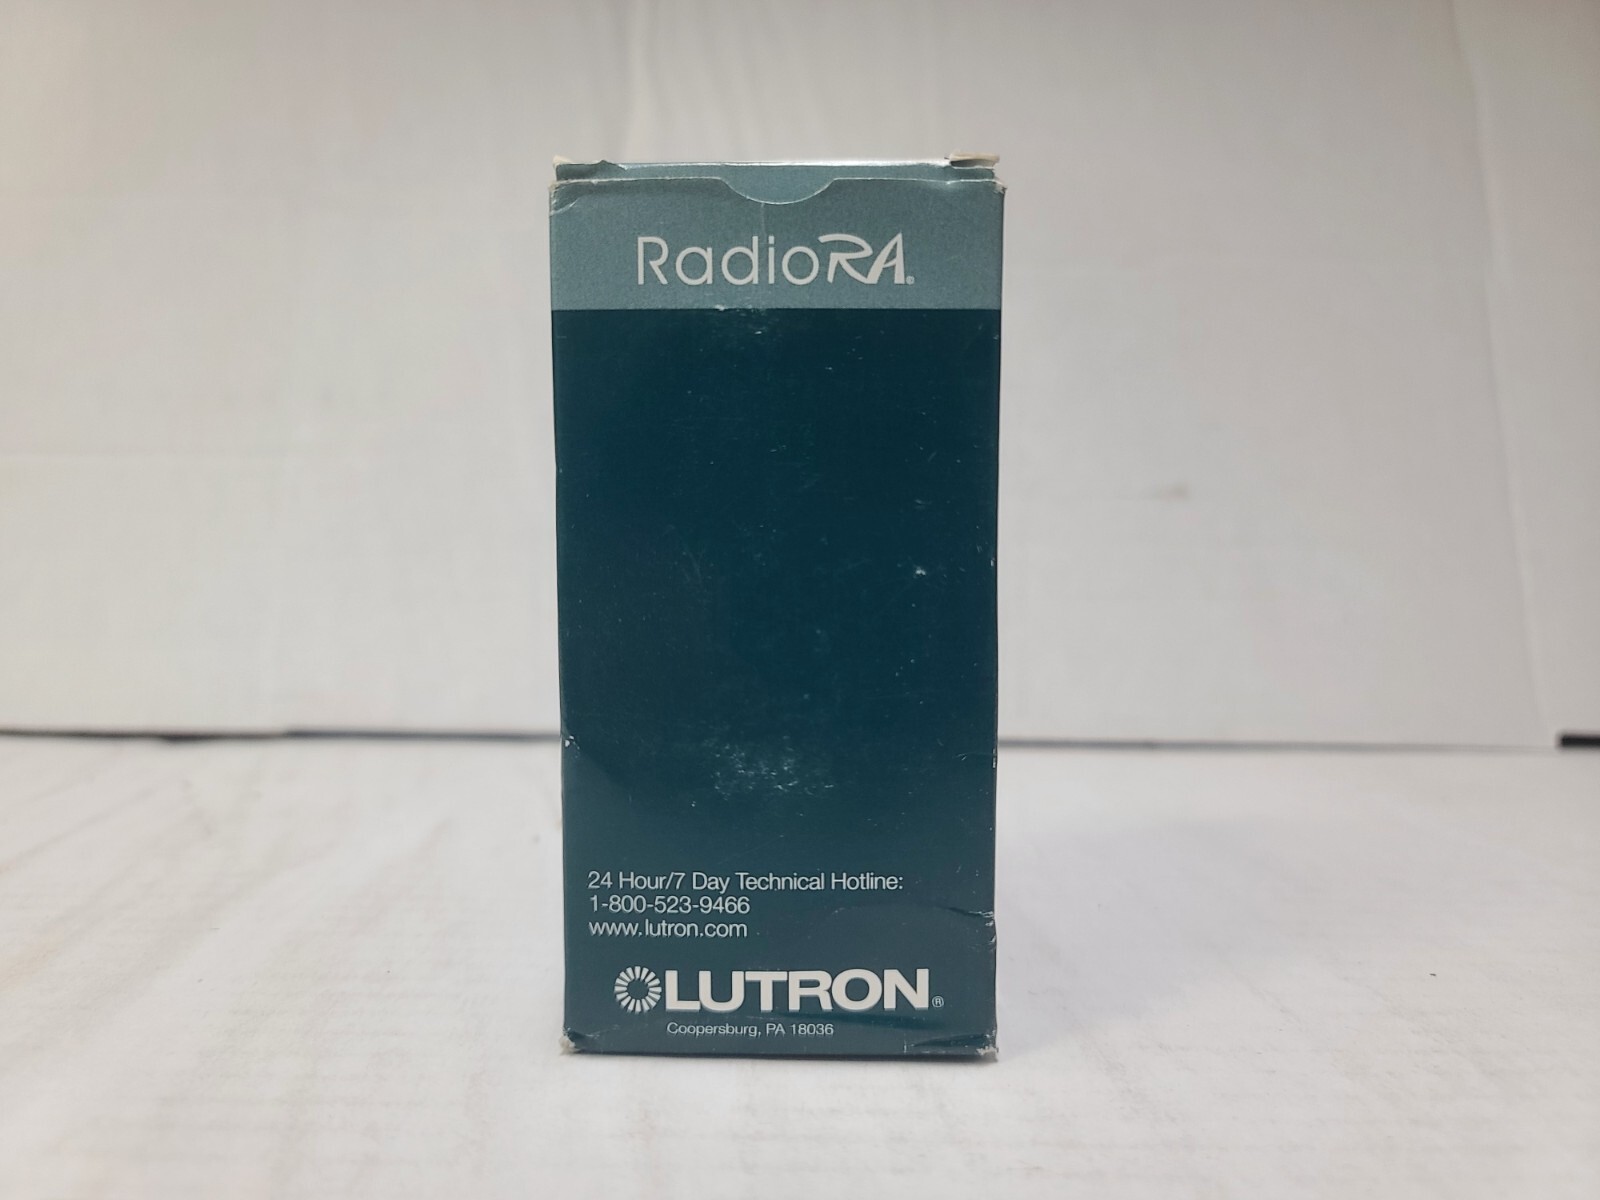 RadioRA®
24 Hour/7 Day Technical Hotline:
1-800-523-9466
www.lutron.com
LUTRON®
Coopersburg, PA 18036